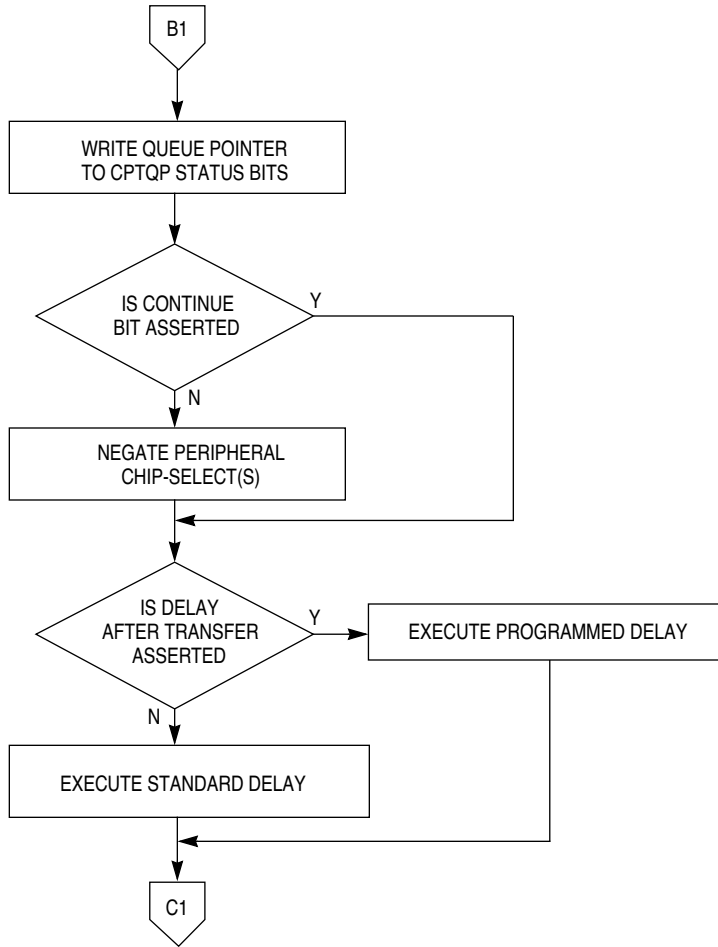 B1
WRITE QUEUE POINTER
TO CPTQP STATUS BITS
IS CONTINUE
BIT ASSERTED
Y
N
NEGATE PERIPHERAL
CHIP-SELECT(S)
IS DELAY
AFTER TRANSFER
ASSERTED
Y
EXECUTE PROGRAMMED DELAY
N
EXECUTE STANDARD DELAY
C1